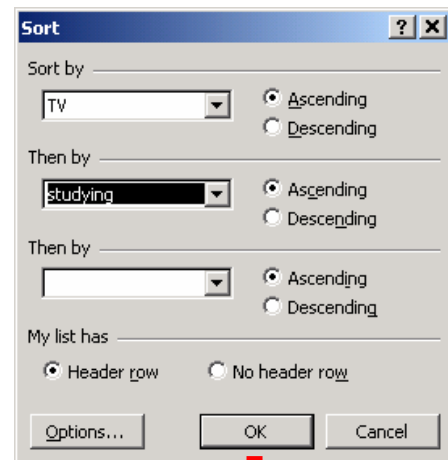 Sort
Sort by
TV
Ascending
Descending
Then by
studying
Ascending
Descending
Then by
Ascending
Descending
My list has
Header row
No header row
Options...
OK
Cancel